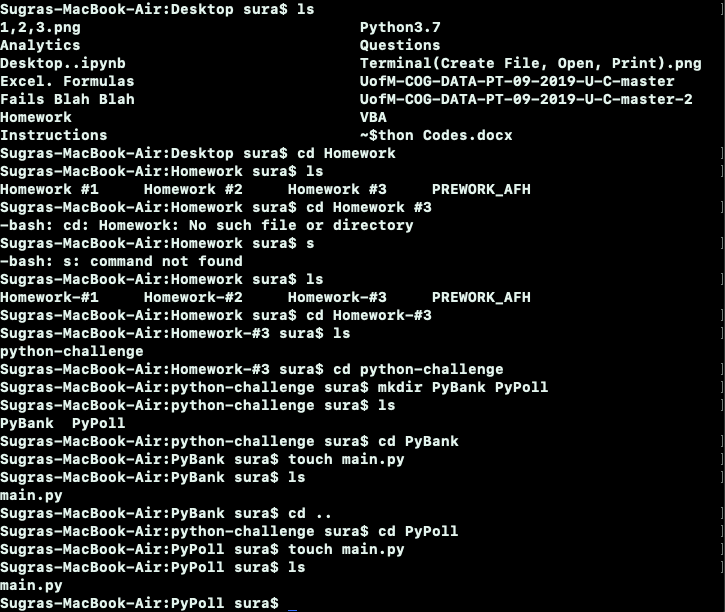 Sugras-MacBook-Air:Desktop sura$ ls
1,2,3.png Python3.7
Analytics Questions
Desktop..ipynb Terminal(Create File, Open, Print).png
Excel. Formulas UofM-COG-DATA-PT-09-2019-U-C-master
Fails Blah Blah UofM-COG-DATA-PT-09-2019-U-C-master-2
Homework VBA
Instructions ~$thon Codes.docx
Sugras-MacBook-Air:Desktop sura$ cd Homework
Sugras-MacBook-Air:Homework sura$ ls
Homework #1 Homework #2 Homework #3 PREWORK_AFH
Sugras-MacBook-Air:Homework sura$ cd Homework #3
-bash: cd: Homework: No such file or directory
Sugras-MacBook-Air:Homework sura$ s
-bash: s: command not found
Sugras-MacBook-Air:Homework sura$ ls
Homework-#1 Homework-#2 Homework-#3 PREWORK_AFH
Sugras-MacBook-Air:Homework sura$ cd Homework-#3
Sugras-MacBook-Air:Homework-#3 sura$ ls
python-challenge
Sugras-MacBook-Air:Homework-#3 sura$ cd python-challenge
Sugras-MacBook-Air:python-challenge sura$ mkdir PyBank PyPoll
Sugras-MacBook-Air:python-challenge sura$ ls
PyBank PyPoll
Sugras-MacBook-Air:python-challenge sura$ cd PyBank
Sugras-MacBook-Air:PyBank sura$ touch main.py
Sugras-MacBook-Air:PyBank sura$ ls
main.py
Sugras-MacBook-Air:PyBank sura$ cd ..
Sugras-MacBook-Air:python-challenge sura$ cd PyPoll
Sugras-MacBook-Air:PyPoll sura$ touch main.py
Sugras-MacBook-Air:PyPoll sura$ ls
main.py
Sugras-MacBook-Air:PyPoll sura$